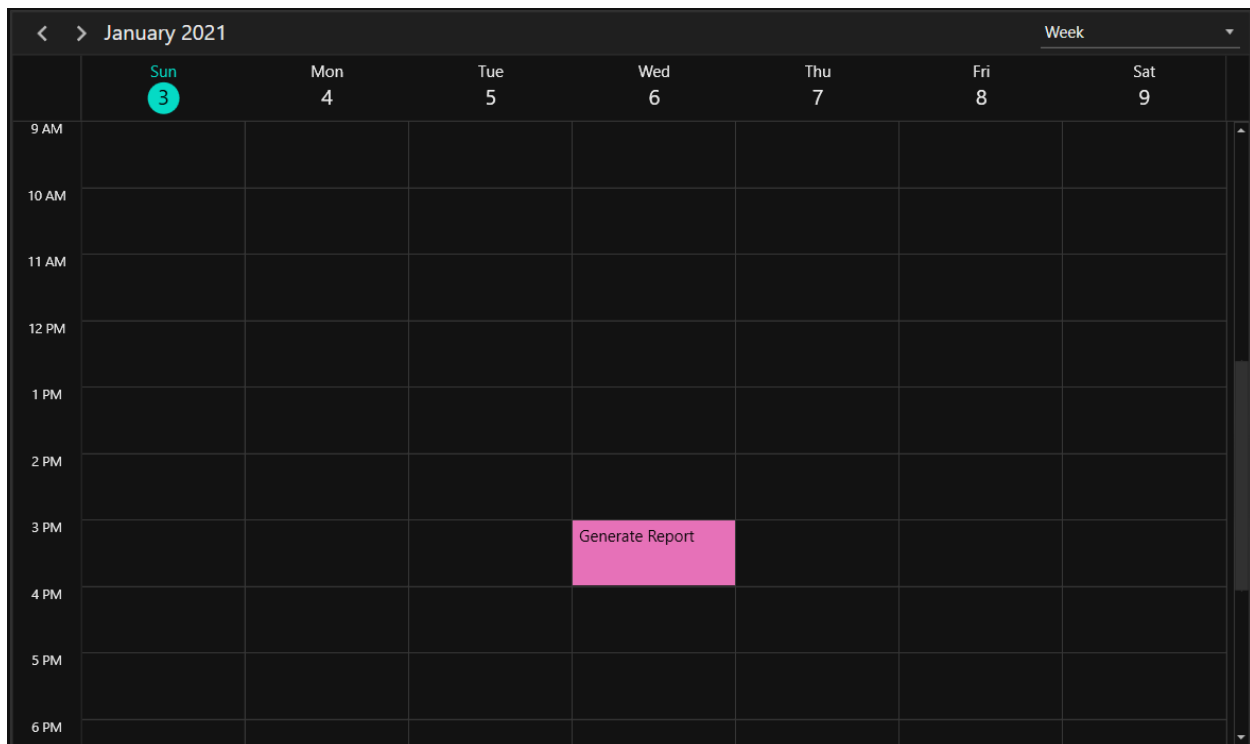 January 2021
Week
Sun
Mon
Tue
Wed
Thu
Fri
Sat
3
4
5
6
7
8
9
9 AM
10 AM
11 AM
12 PM
1 PM
2 PM
3 PM
Generate Report
4 PM
5 PM
6 PM